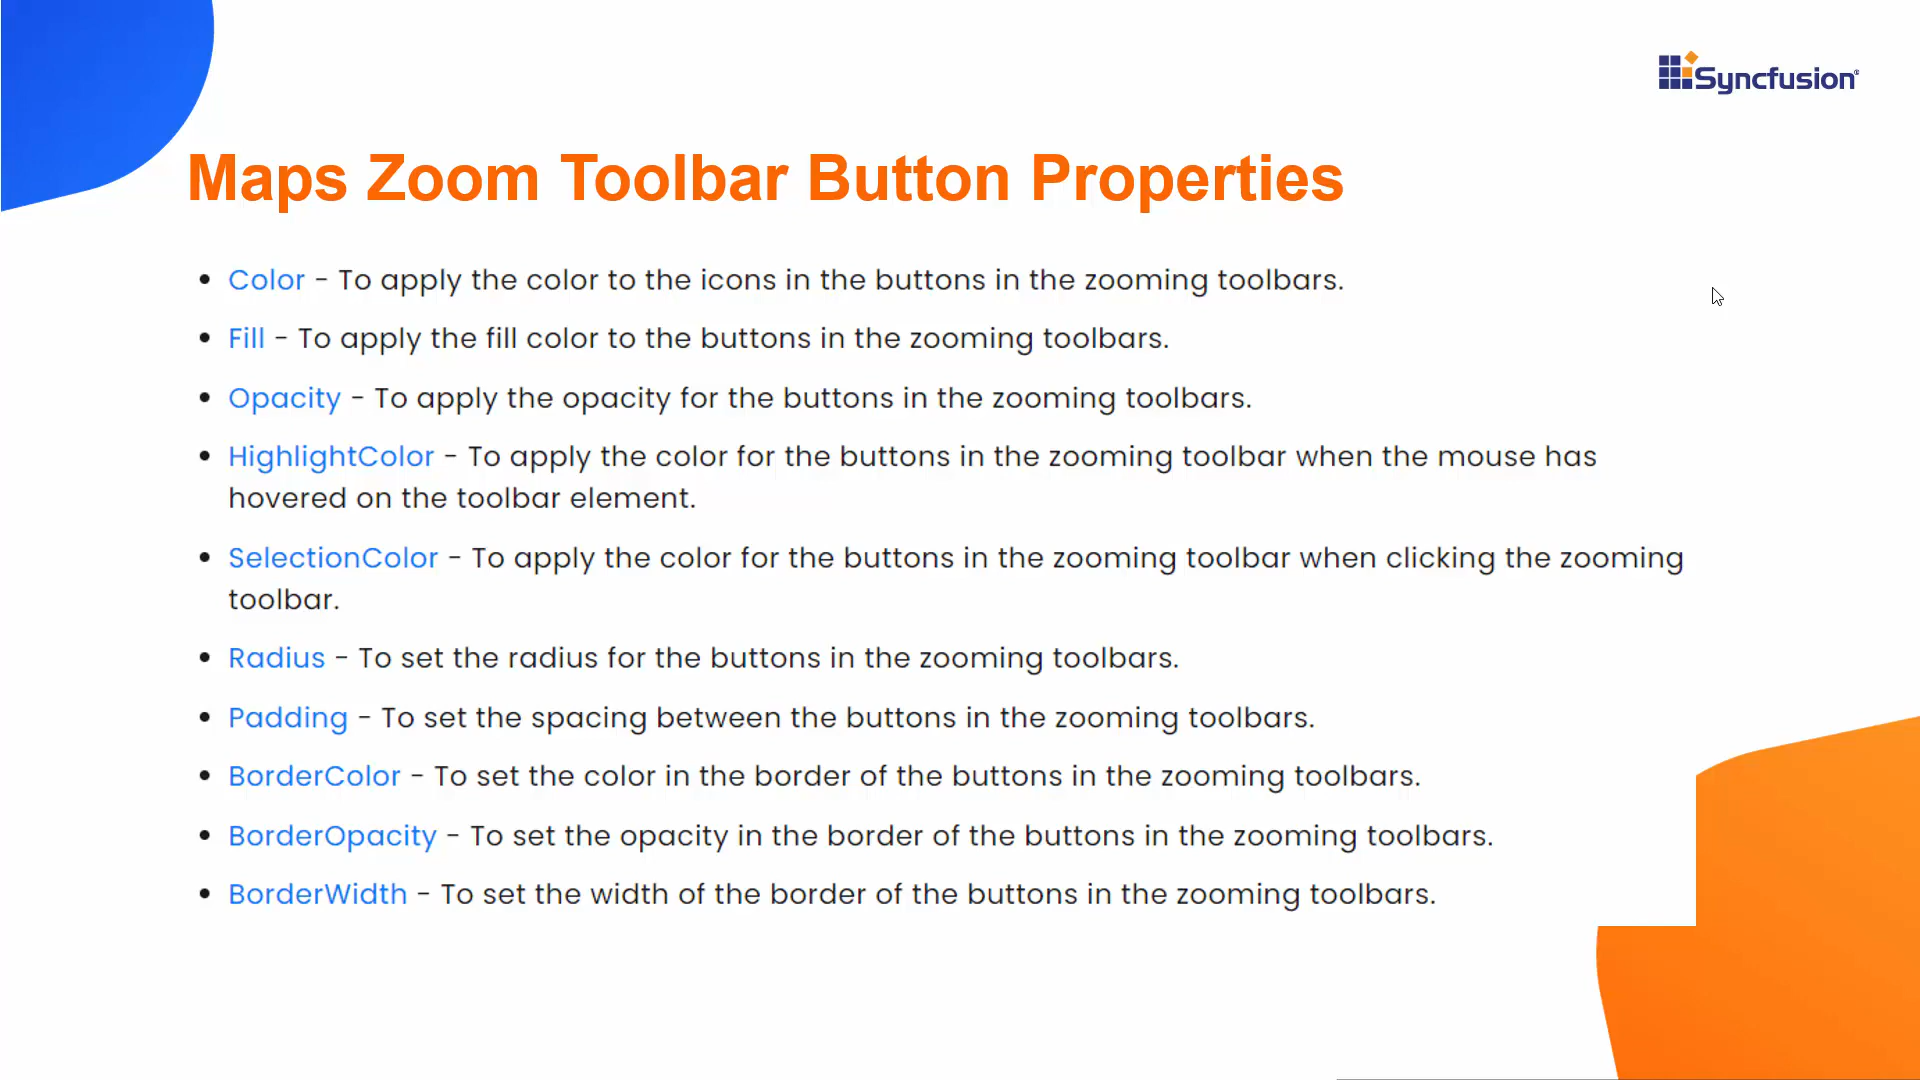 Syncfusion
Maps Zoom Toolbar Button Properties
• Color - To apply the color to the icons in the buttons in the zooming toolbars.
• Fill - To apply the fill color to the buttons in the zooming toolbars.
• Opacity - To apply the opacity for the buttons in the zooming toolbars.
• HighlightColor - To apply the color for the buttons in the zooming toolbar when the mouse has
hovered on the toolbar element.
• SelectionColor - To apply the color for the buttons in the zooming toolbar when clicking the zooming
toolbar.
• Radius - To set the radius for the buttons in the zooming toolbars.
• Padding - To set the spacing between the buttons in the zooming toolbars.
• BorderColor - To set the color in the border of the buttons in the zooming toolbars.
• BorderOpacity - To set the opacity in the border of the buttons in the zooming toolbars.
• BorderWidth - To set the width of the border of the buttons in the zooming toolbars.